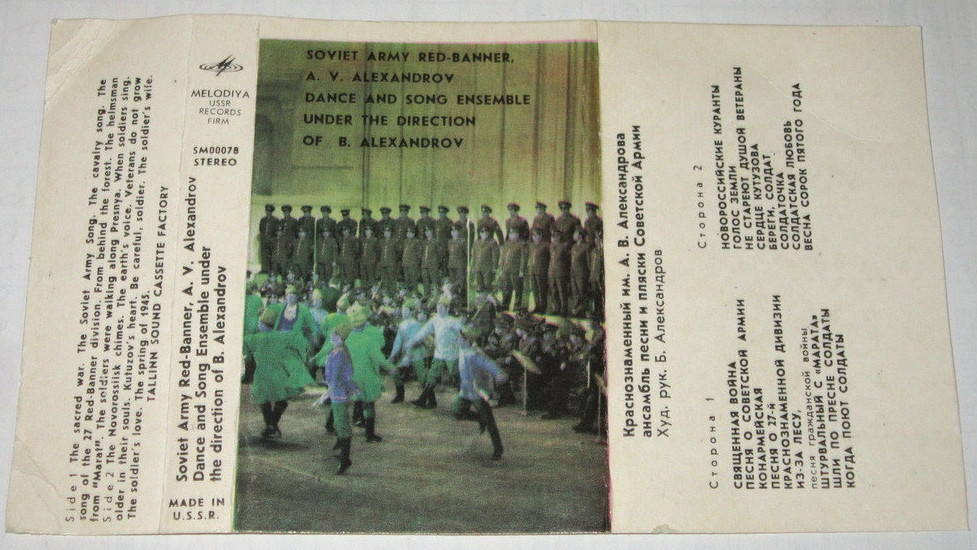 Side 1 The sacred war. The Soviet Army Song. The cavalry song. The
song of the 27 Red-Banner division. From behind the forest. The helmsman
from "Marat". The soldiers were walking along Presnya. When soldiers sing.
Side 2 The Novorossiisk chimes. The earth's voice. Veterans do not grow
older in their souls. Kutuzov's heart. Be careful, soldier. The soldier's wife.
The soldier's love. The spring of 1945.
TALLINN SOUND CASSETTE FACTORY
MELODIYA
USSR
RECORDS
FIRM
SM00078
STEREO
Soviet Army Red-Banner, A. V. Alexandrov
Dance and Song Ensemble under
the direction of B. Alexandrov
MADE IN
U.S.S.R.
SOVIET ARMY RED-BANNER,
A. V. ALEXANDROV
DANCE AND SONG ENSEMBLE
UNDER THE DIRECTION
OF B. ALEXANDROV
Краснознаменный им. А. В. Александрова
ансамбль песни и пляски Советской Армии
Худ. рук. Б. Александров
Сторона 1
СВЯЩЕННАЯ ВОЙНА
ПЕСНЯ О СОВЕТСКОЙ АРМИИ
КОНАРМЕЙСКАЯ
ПЕСНЯ О 27-й
КРАСНОЗНАМЕННОЙ ДИВИЗИИ
ИЗ-ЗА ЛЕСУ,
песня гражданской войны
ШТУРВАЛЬНЫЙ С «МАРАТА»
ШЛИ ПО ПРЕСНЕ СОЛДАТЫ
КОГДА ПОЮТ СОЛДАТЫ
Сторона 2
НОВОРОССИЙСКИЕ КУРАНТЫ
ГОЛОС ЗЕМЛИ
НЕ СТАРЕЮТ ДУШОЙ ВЕТЕРАНЫ
СЕРДЦЕ КУТУЗОВА
БЕРЕГИ, СОЛДАТ
СОЛДАТОЧКА
СОЛДАТСКАЯ ЛЮБОВЬ
ВЕСНА СОРОК ПЯТОГО ГОДА